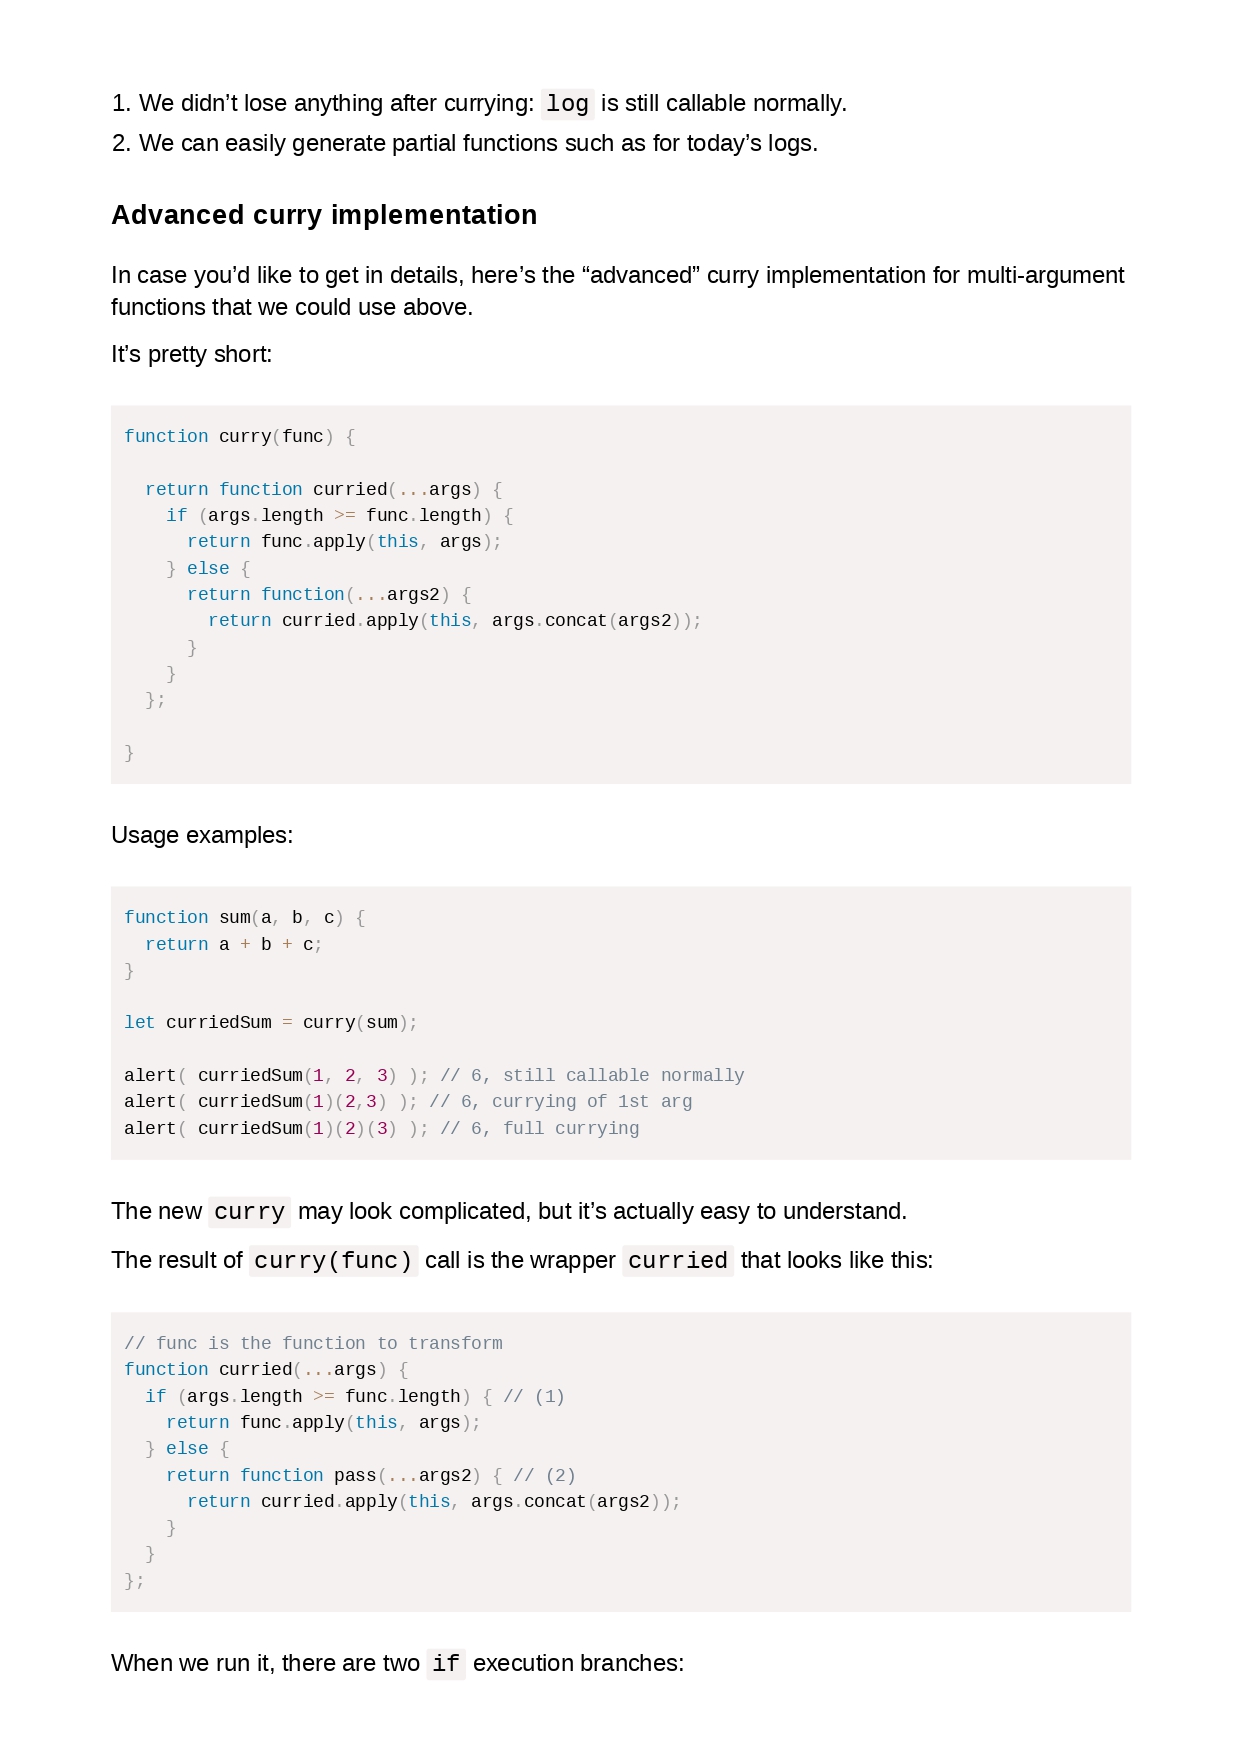 1. We didn’t lose anything after currying: log is still callable normally.
2. We can easily generate partial functions such as for today’s logs.
Advanced curry implementation
In case you’d like to get in details, here’s the “advanced” curry implementation for multi-argument
functions that we could use above.
It’s pretty short:
function curry(func) {
  return function curried(...args) {
    if (args.length >= func.length) {
      return func.apply(this, args);
    } else {
      return function(...args2) {
        return curried.apply(this, args.concat(args2));
      }
    }
  };
}
Usage examples:
function sum(a, b, c) {
  return a + b + c;
}
let curriedSum = curry(sum);
alert( curriedSum(1, 2, 3) ); // 6, still callable normally
alert( curriedSum(1)(2,3) ); // 6, currying of 1st arg
alert( curriedSum(1)(2)(3) ); // 6, full currying
The new curry may look complicated, but it’s actually easy to understand.
The result of curry(func) call is the wrapper curried that looks like this:
// func is the function to transform
function curried(...args) {
  if (args.length >= func.length) { // (1)
    return func.apply(this, args);
  } else {
    return function pass(...args2) { // (2)
      return curried.apply(this, args.concat(args2));
    }
  }
};
When we run it, there are two if execution branches: